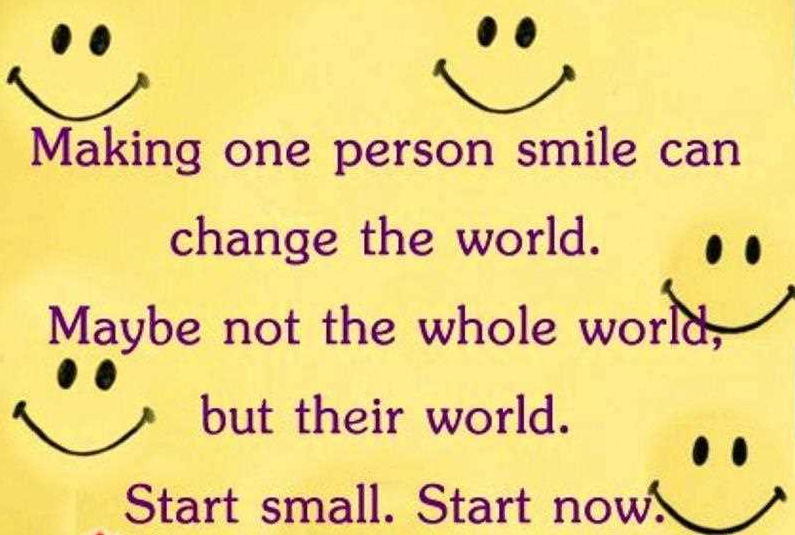 Making one person smile can
change the world.
Maybe not the whole world,
but their world.
Start small. Start now.